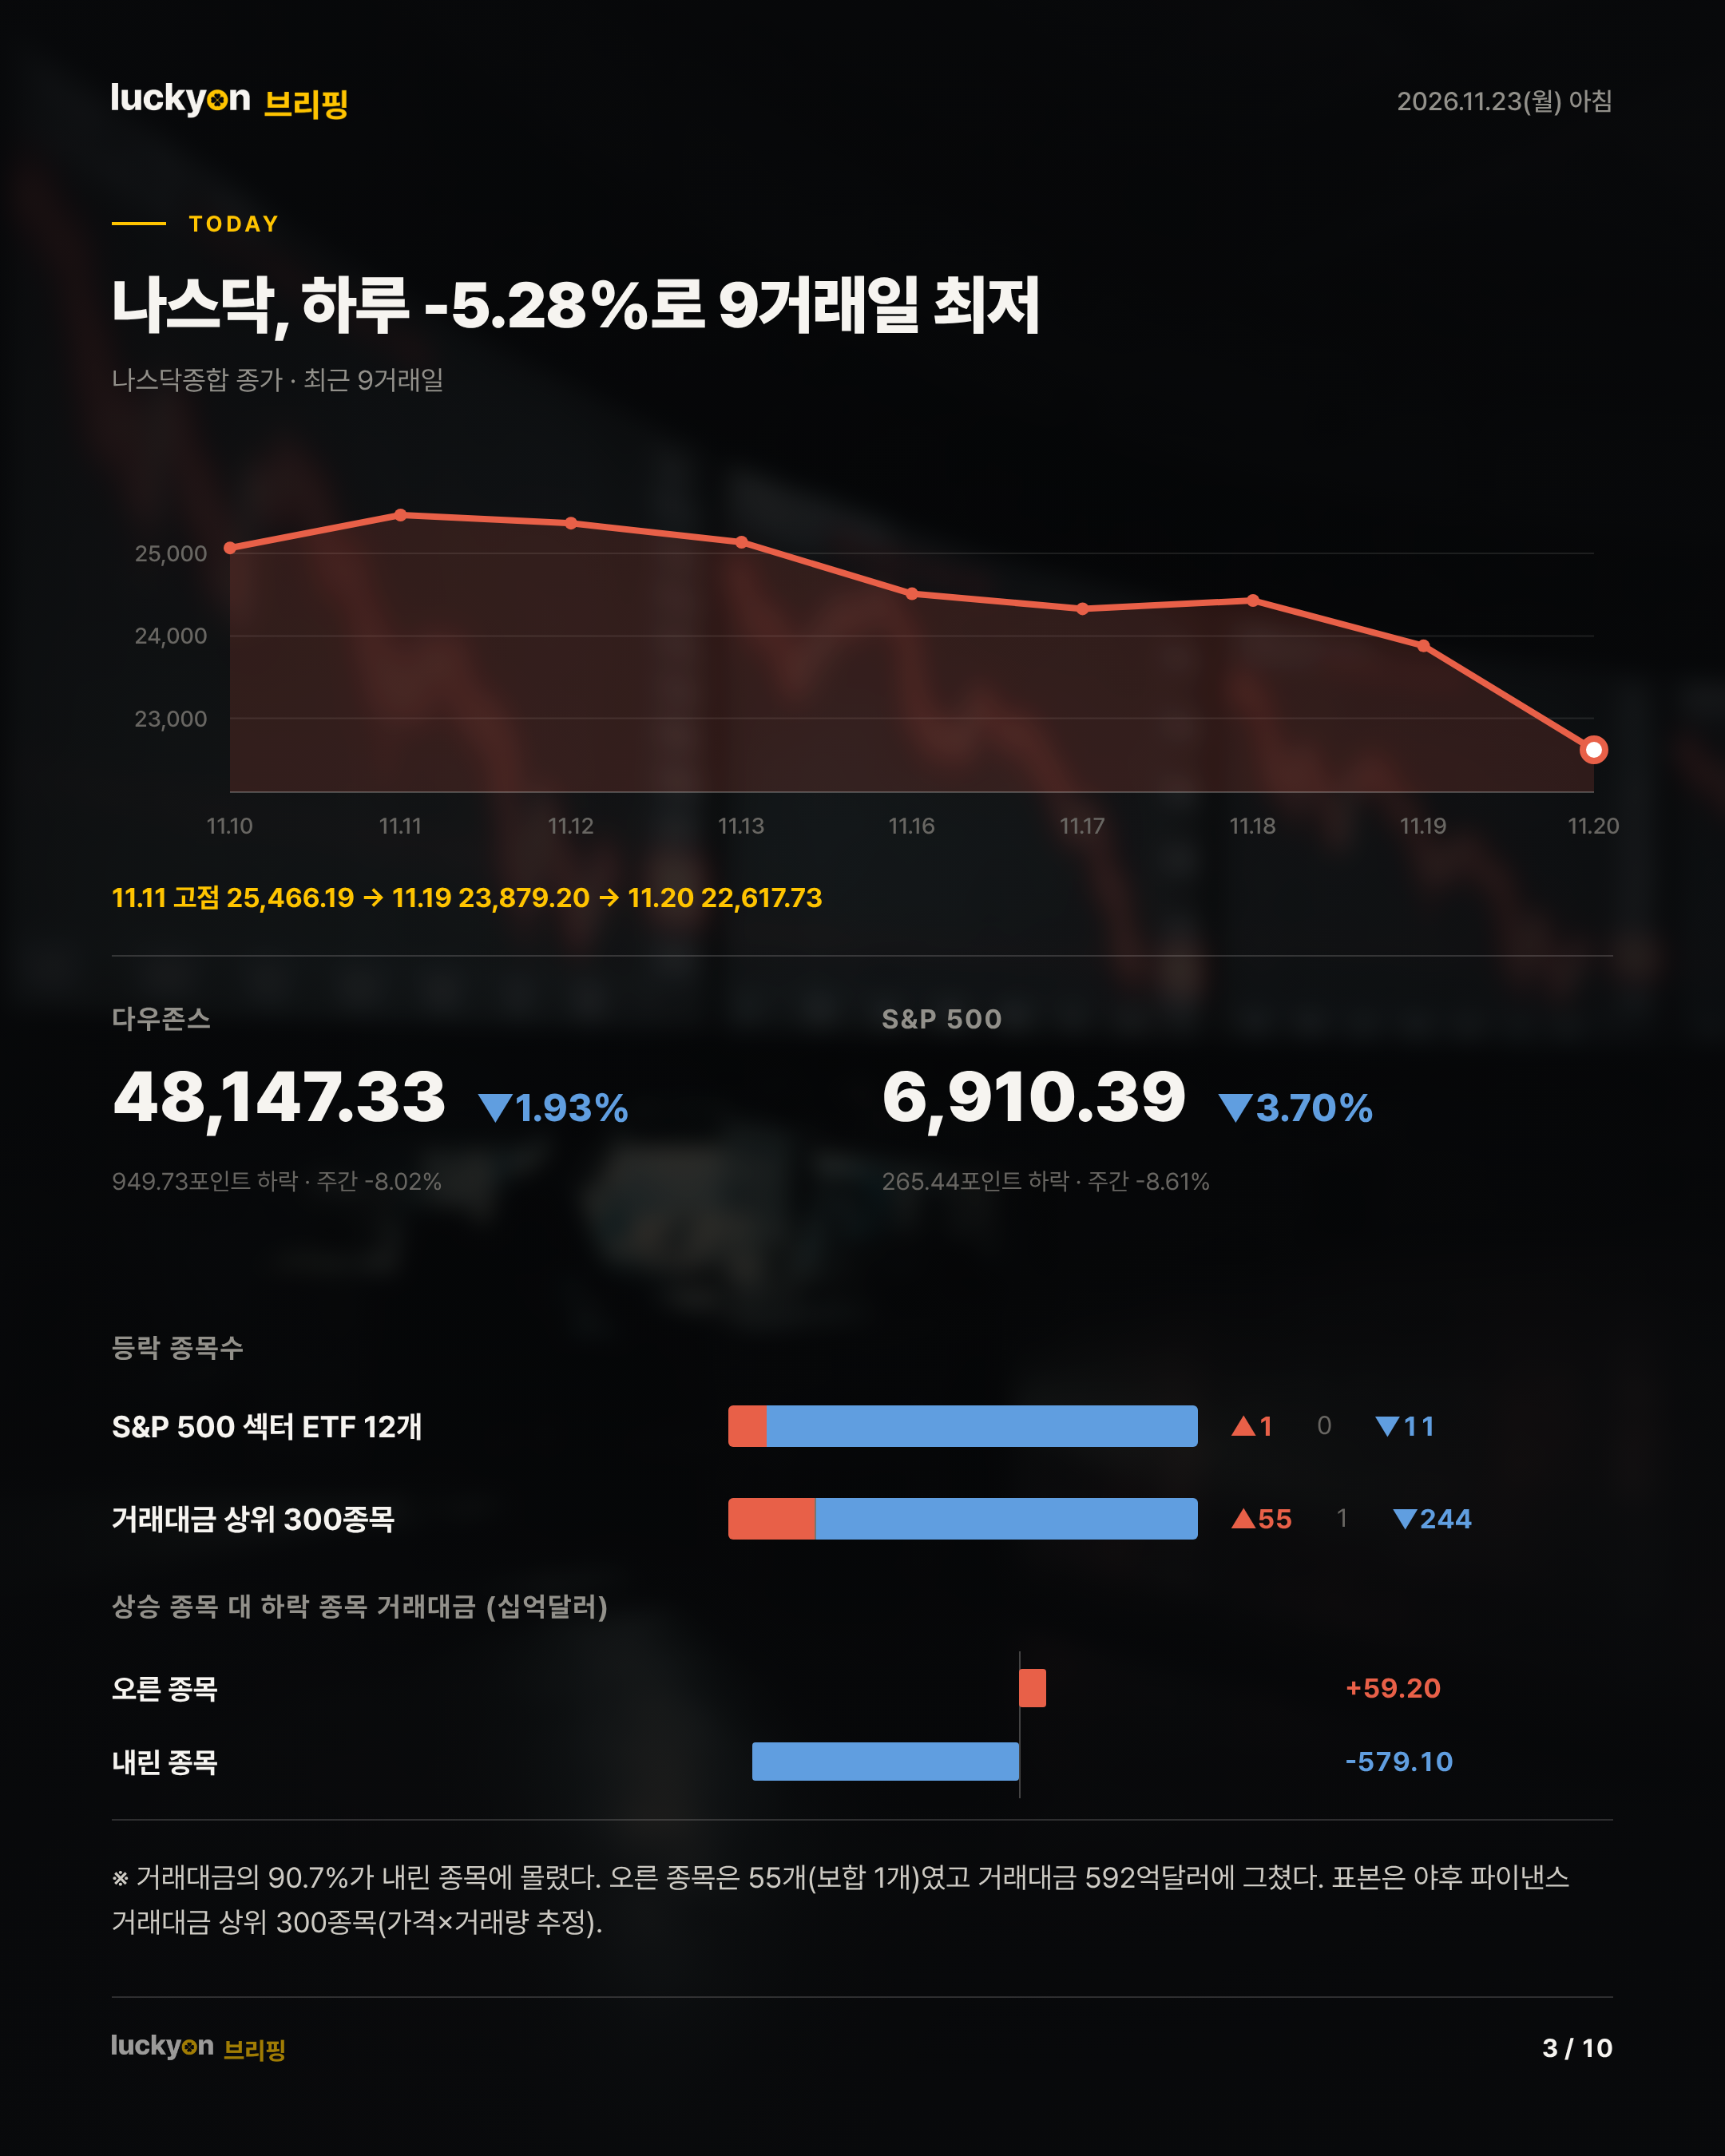 luckyon 브리핑
2026.11.23(월) 아침
TODAY
나스닥, 하루 -5.28%로 9거래일 최저
나스닥종합 종가 · 최근 9거래일
25,000
24,000
23,000
11.10 11.11 11.12 11.13 11.16 11.17 11.18 11.19 11.20
11.11 고점 25,466.19 → 11.19 23,879.20 → 11.20 22,617.73
다우존스
48,147.33 ▼1.93%
949.73포인트 하락 · 주간 -8.02%
S&P 500
6,910.39 ▼3.70%
265.44포인트 하락 · 주간 -8.61%
등락 종목수
S&P 500 섹터 ETF 12개 ▲1 0 ▼11
거래대금 상위 300종목 ▲55 1 ▼244
상승 종목 대 하락 종목 거래대금 (십억달러)
오른 종목 +59.20
내린 종목 -579.10
※ 거래대금의 90.7%가 내린 종목에 몰렸다. 오른 종목은 55개(보합 1개)였고 거래대금 592억달러에 그쳤다. 표본은 야후 파이낸스
거래대금 상위 300종목(가격×거래량 추정).
luckyon 브리핑
3 / 10